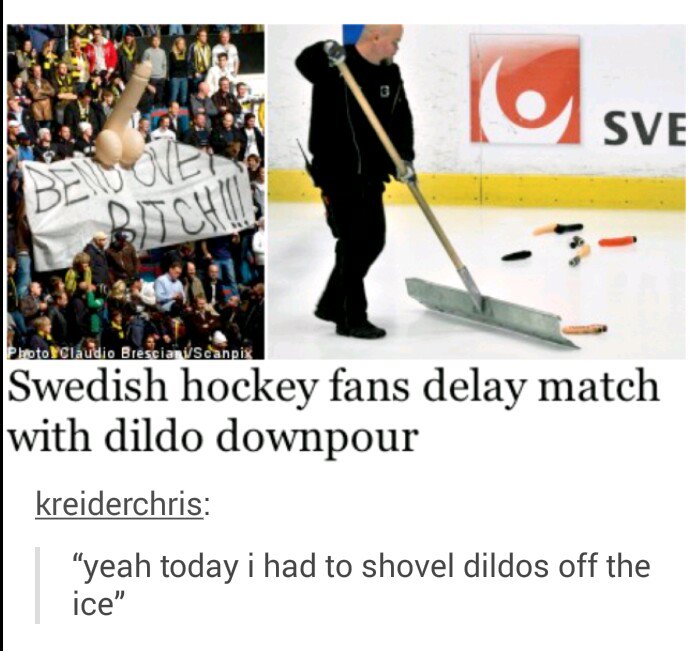 BEND OVER
BITCH!!!
SVE
Photo: Claudio Bresciani/Scanpix
Swedish hockey fans delay match
with dildo downpour
kreiderchris:
“yeah today i had to shovel dildos off the
ice”